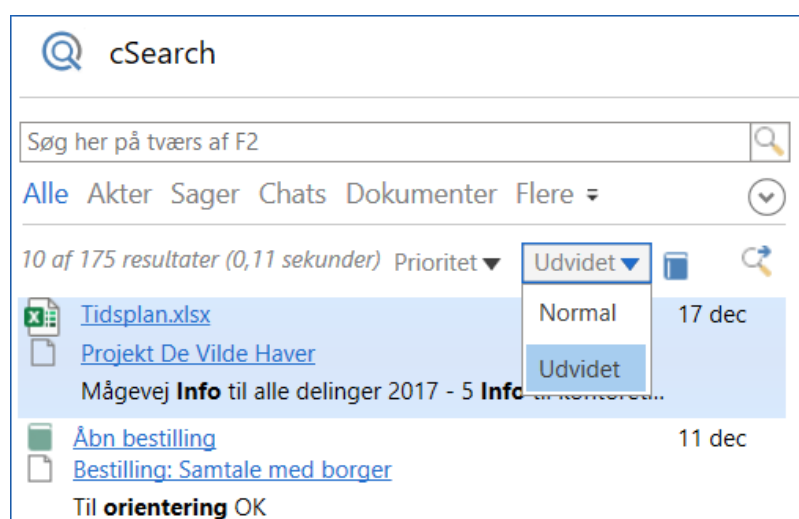 cSearch
Søg her på tværs af F2
Alle Akter Sager Chats Dokumenter Flere
10 af 175 resultater (0,11 sekunder) Prioritet Udvidet
Normal
Udvidet
Tidsplan.xlsx 17 dec
Projekt De Vilde Haver
Mågevej Info til alle delinger 2017 - 5 Info
Åbn bestilling 11 dec
Bestilling: Samtale med borger
Til orientering OK